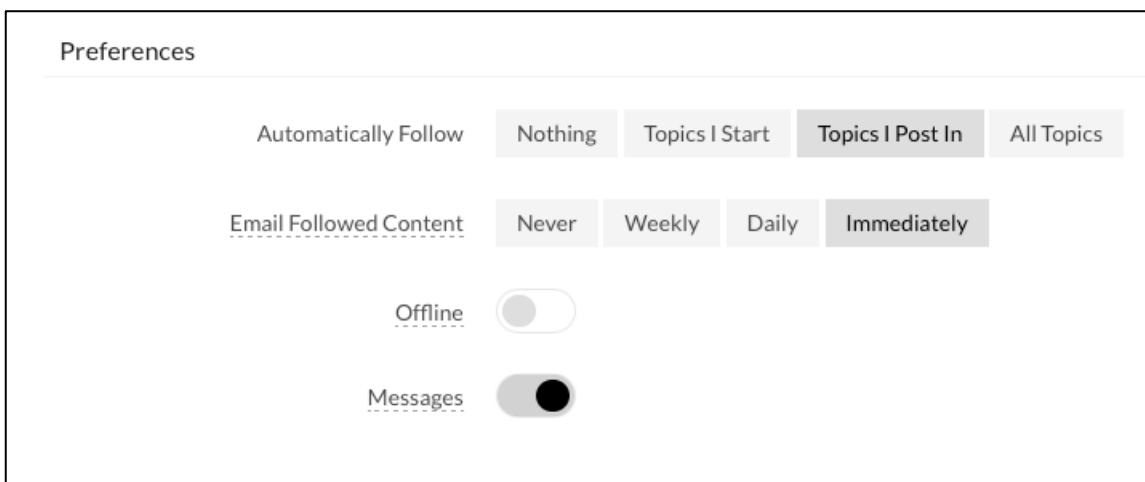 Preferences
Automatically Follow Nothing Topics I Start Topics I Post In All Topics
Email Followed Content Never Weekly Daily Immediately
Offline
Messages